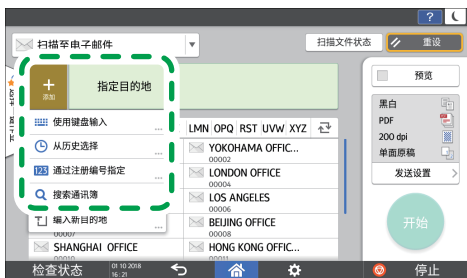 ?
扫描至电子邮件
扫描文件状态
重设
添加
指定目的地
预览
使用键盘输入
...
从历史选择
通过注册编号指定
...
搜索通讯簿
编入新目的地
...
LMN OPQ RST UVW XYZ
YOKOHAMA OFFIC...
00002
LONDON OFFICE
00004
LOS ANGELES
00006
BEIJING OFFICE
00008
00007
SHANGHAI OFFICE
HONG KONG OFFIC...
黑白
PDF
200 dpi
单面原稿
发送设置
开始
检查状态
01 10 2018
16: 21
停止